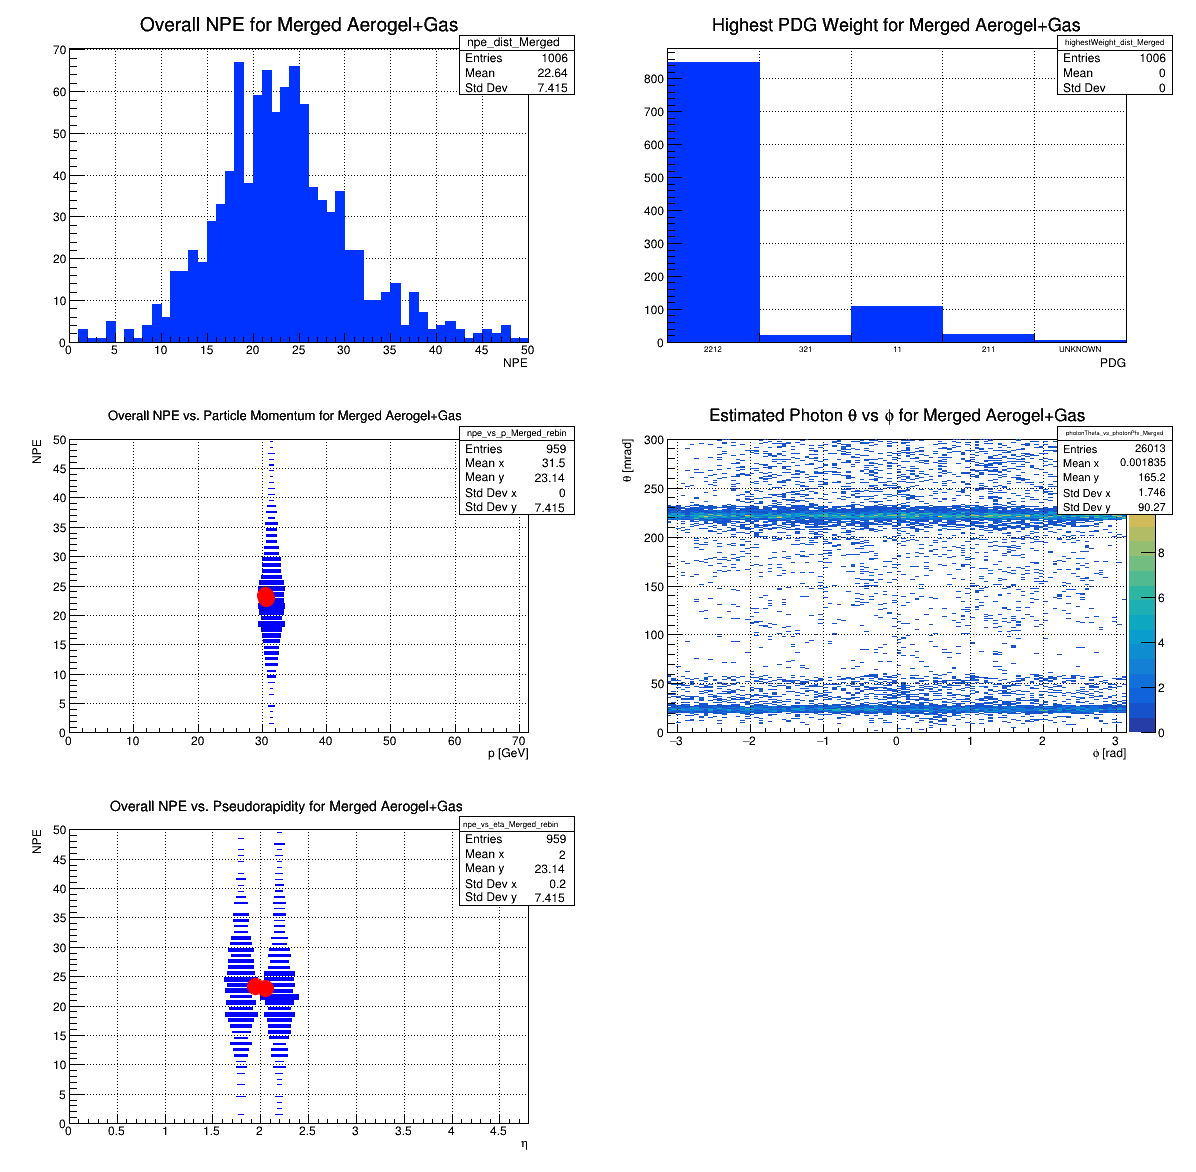 Overall NPE for Merged Aerogel+Gas
npe_dist_Merged
Entries 1006
Mean 22.64
Std Dev 7.415
70
60
50
40
30
20
10
0
0 5 10 15 20 25 30 35 40 45 50
NPE
Highest PDG Weight for Merged Aerogel+Gas
highestWeight_dist_Merged
Entries 1006
Mean 0
Std Dev 0
800
700
600
500
400
300
200
100
0
2212 321 11 211 UNKNOWN
PDG
Overall NPE vs. Particle Momentum for Merged Aerogel+Gas
npe_vs_p_Merged_rebin
Entries 959
Mean x 31.5
Mean y 23.14
Std Dev x 0
Std Dev y 7.415
NPE
50
45
40
35
30
25
20
15
10
5
0
0 10 20 30 40 50 60 70
p [GeV]
Estimated Photon θ vs ϕ for Merged Aerogel+Gas
photonTheta_vs_photonPhi_Merged
Entries 26013
Mean x 0.001835
Mean y 165.2
Std Dev x 1.746
Std Dev y 90.27
θ [mrad]
300
250
200
150
100
50
0
−3 −2 −1 0 1 2 3
ϕ [rad]
8
6
4
2
0
Overall NPE vs. Pseudorapidity for Merged Aerogel+Gas
npe_vs_eta_Merged_rebin
Entries 959
Mean x 2
Mean y 23.14
Std Dev x 0.2
Std Dev y 7.415
NPE
50
45
40
35
30
25
20
15
10
5
0
0 0.5 1 1.5 2 2.5 3 3.5 4 4.5
η